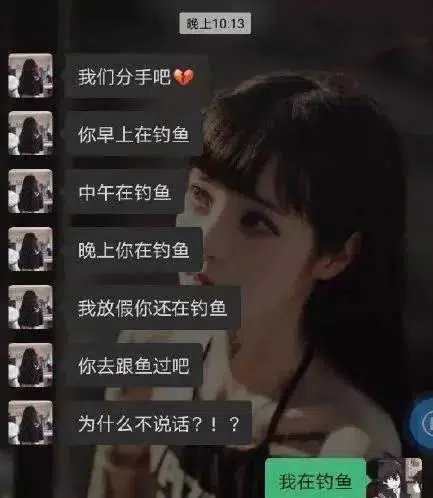 晚上10:13
我们分手吧💔
你早上在钓鱼
中午在钓鱼
晚上你在钓鱼
我放假你还在钓鱼
你去跟鱼过吧
为什么不说话?！？
我在钓鱼